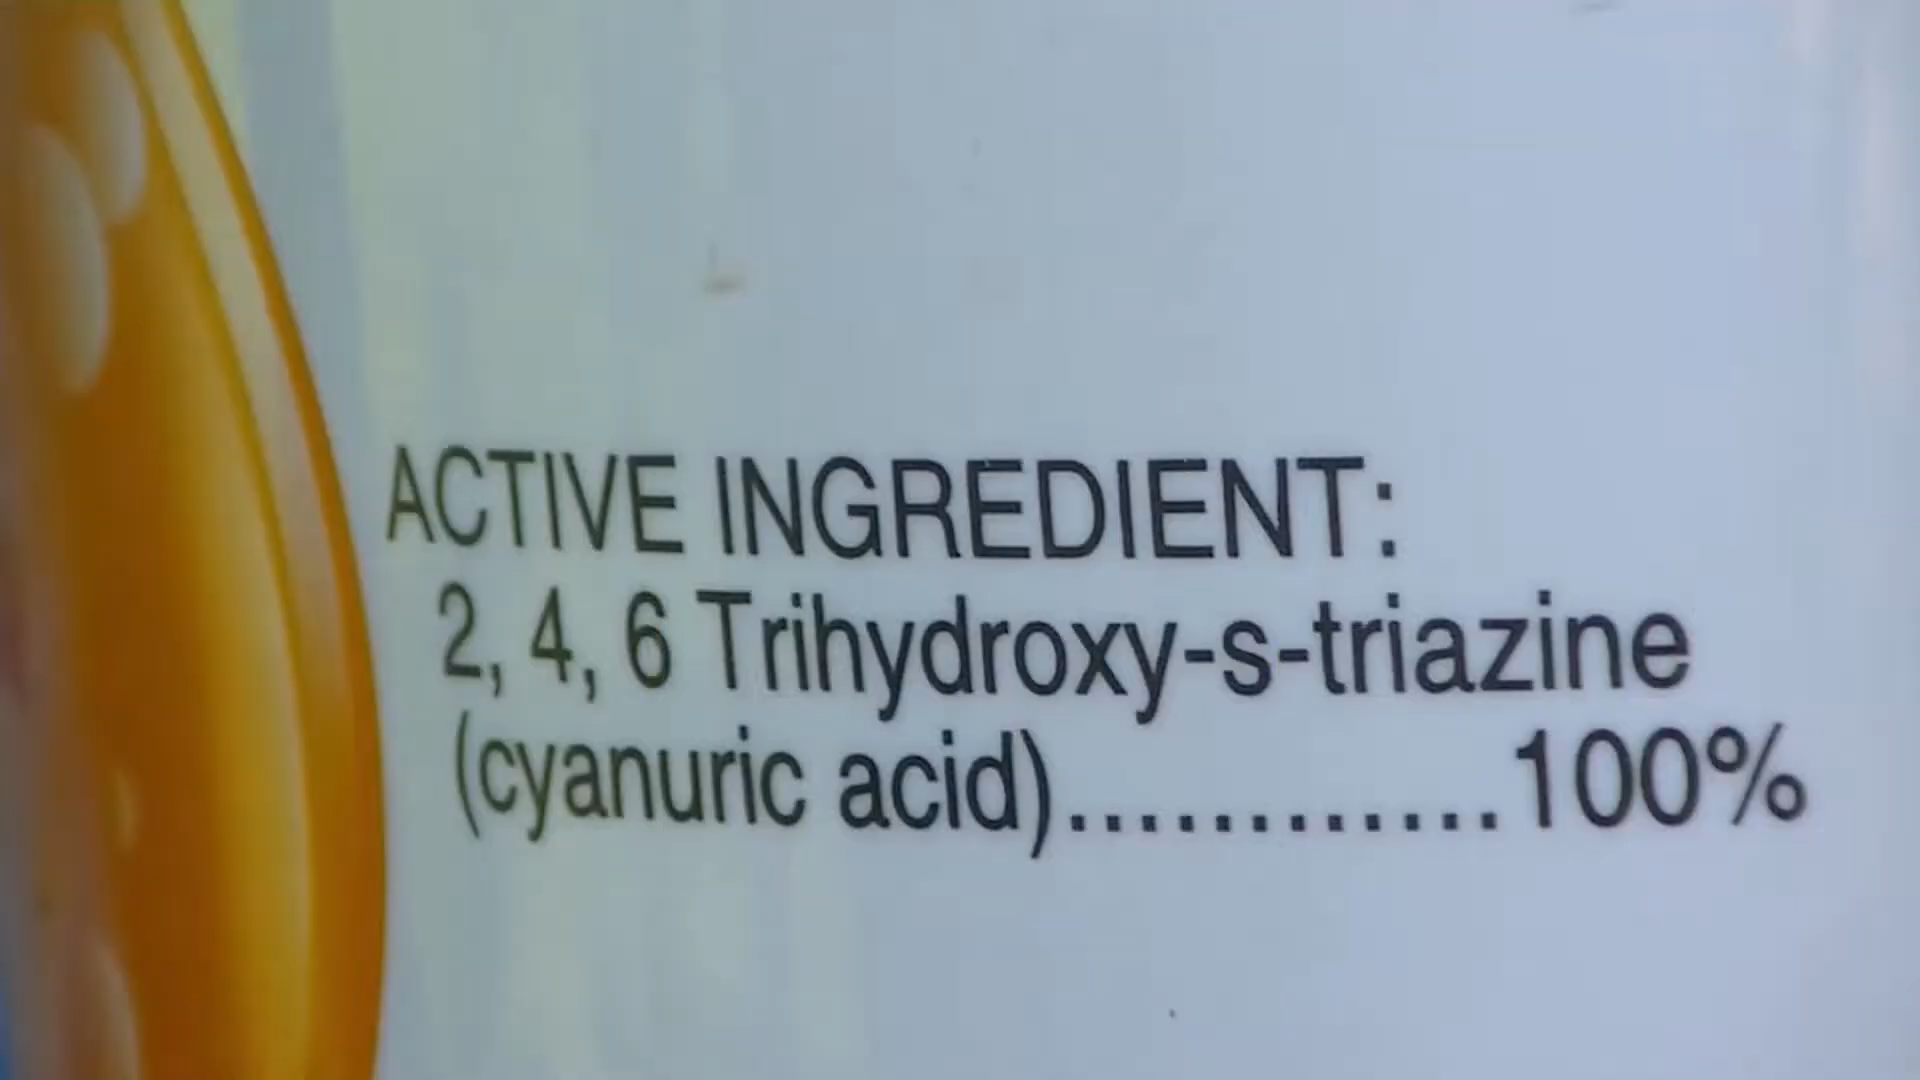 ACTIVE INGREDIENT:
2, 4, 6 Trihydroxy-s-triazine
(cyanuric acid)............100%